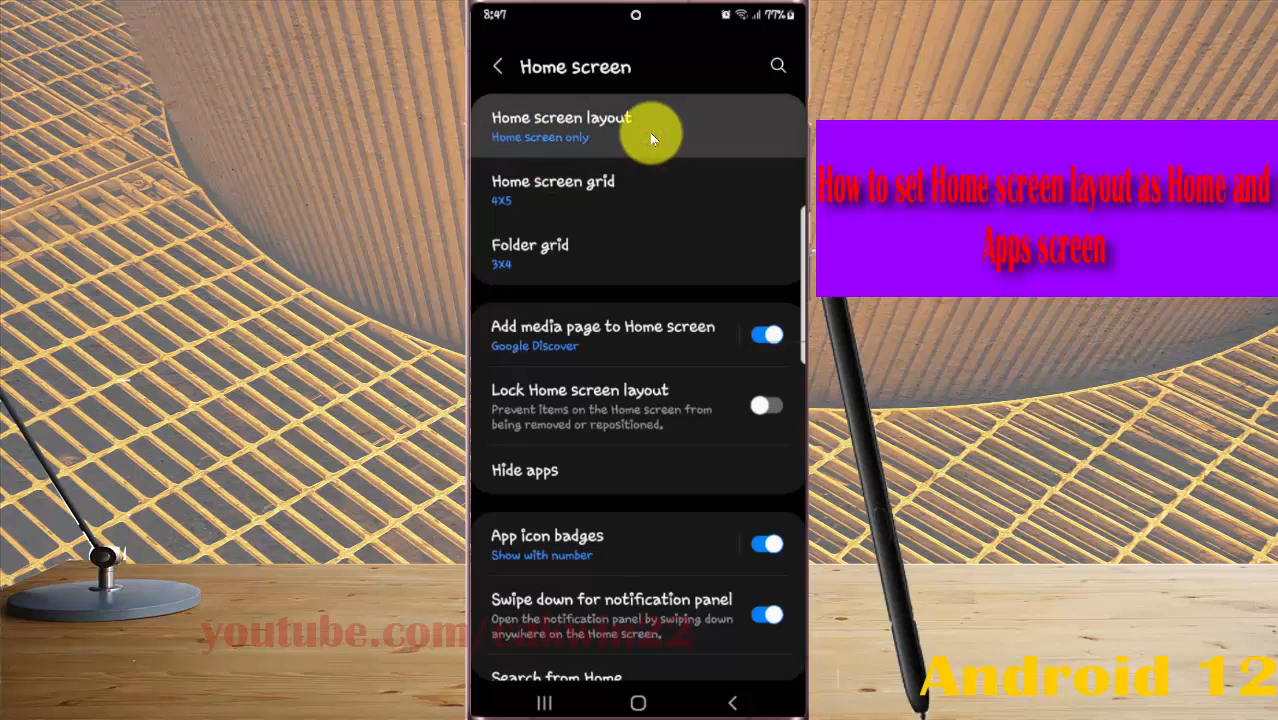 8:47
77%
Home screen
Home screen layout
Home screen only
Home screen grid
4X5
Folder grid
3X4
Add media page to Home screen
Google Discover
Lock Home screen layout
Prevent items on the Home screen from
being removed or repositioned.
Hide apps
App icon badges
Show with number
Swipe down for notification panel
Open the notification panel by swiping down
anywhere on the Home screen.
Search from Home
How to set Home screen layout as Home and
Apps screen
youtube.com/
Android 12